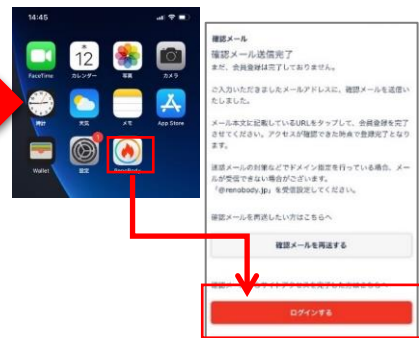 14:45
木
12
FaceTime カレンダー 写真 カメラ
時計 天気 メモ App Store
1
Wallet 設定 RenoBody
確認メール
確認メール送信完了
まだ、会員登録は完了しておりません。
ご入力いただきましたメールアドレスに、確認メールを送信い
たしました。
メール本文に記載しているURLをタップして、会員登録を完了
させてください。アクセスが確認できた時点で登録完了となり
ます。
迷惑メールの対策などでドメイン指定を行っている場合、メー
ルが受信できない場合がございます。
「@renobody.jp」を受信設定してください。
確認メールを再送したい方はこちらへ
確認メールを再送する
ログインする